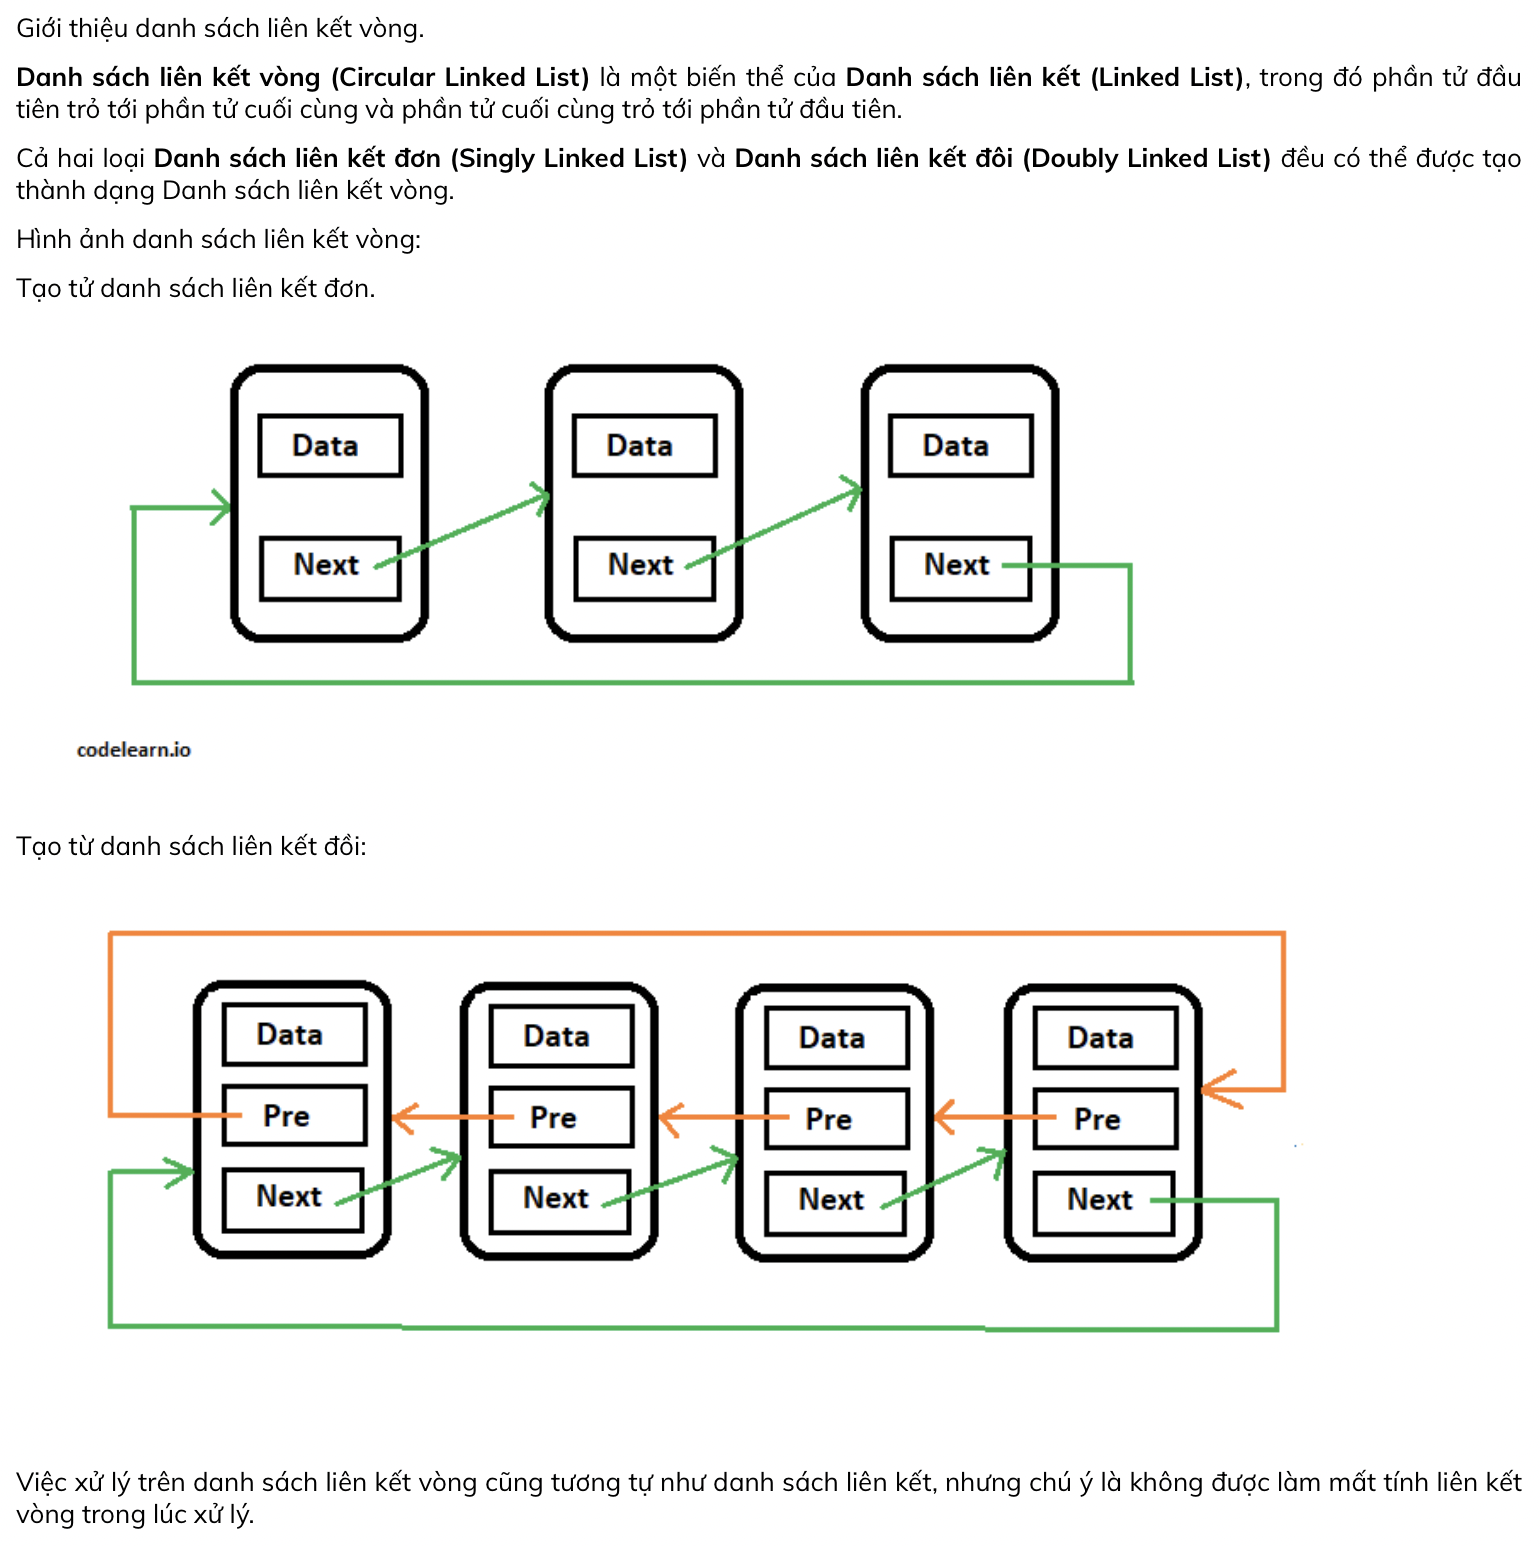 Giới thiệu danh sách liên kết vòng.
Danh sách liên kết vòng (Circular Linked List) là một biến thể của Danh sách liên kết (Linked List), trong đó phần tử đầu
tiên trỏ tới phần tử cuối cùng và phần tử cuối cùng trỏ tới phần tử đầu tiên.
Cả hai loại Danh sách liên kết đơn (Singly Linked List) và Danh sách liên kết đôi (Doubly Linked List) đều có thể được tạo
thành dạng Danh sách liên kết vòng.
Hình ảnh danh sách liên kết vòng:
Tạo tử danh sách liên kết đơn.
Data Data Data
Next Next Next
codelearn.io
Tạo từ danh sách liên kết đồi:
Data Data Data Data
Pre Pre Pre Pre
Next Next Next Next
Việc xử lý trên danh sách liên kết vòng cũng tương tự như danh sách liên kết, nhưng chú ý là không được làm mất tính liên kết
vòng trong lúc xử lý.